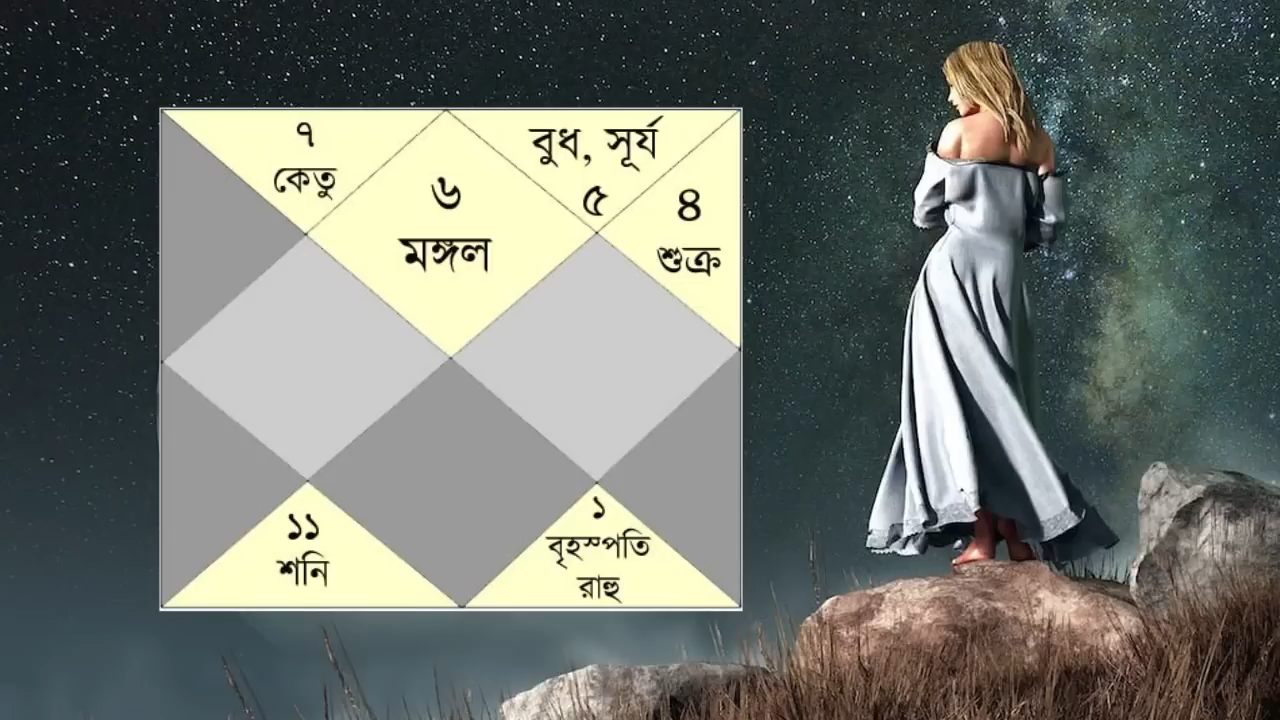 ৭
কেতু
৬
মঙ্গল
বুধ, সূর্য
৫
৪
শুক্র
১১
শনি
১
বৃহস্পতি
রাহু